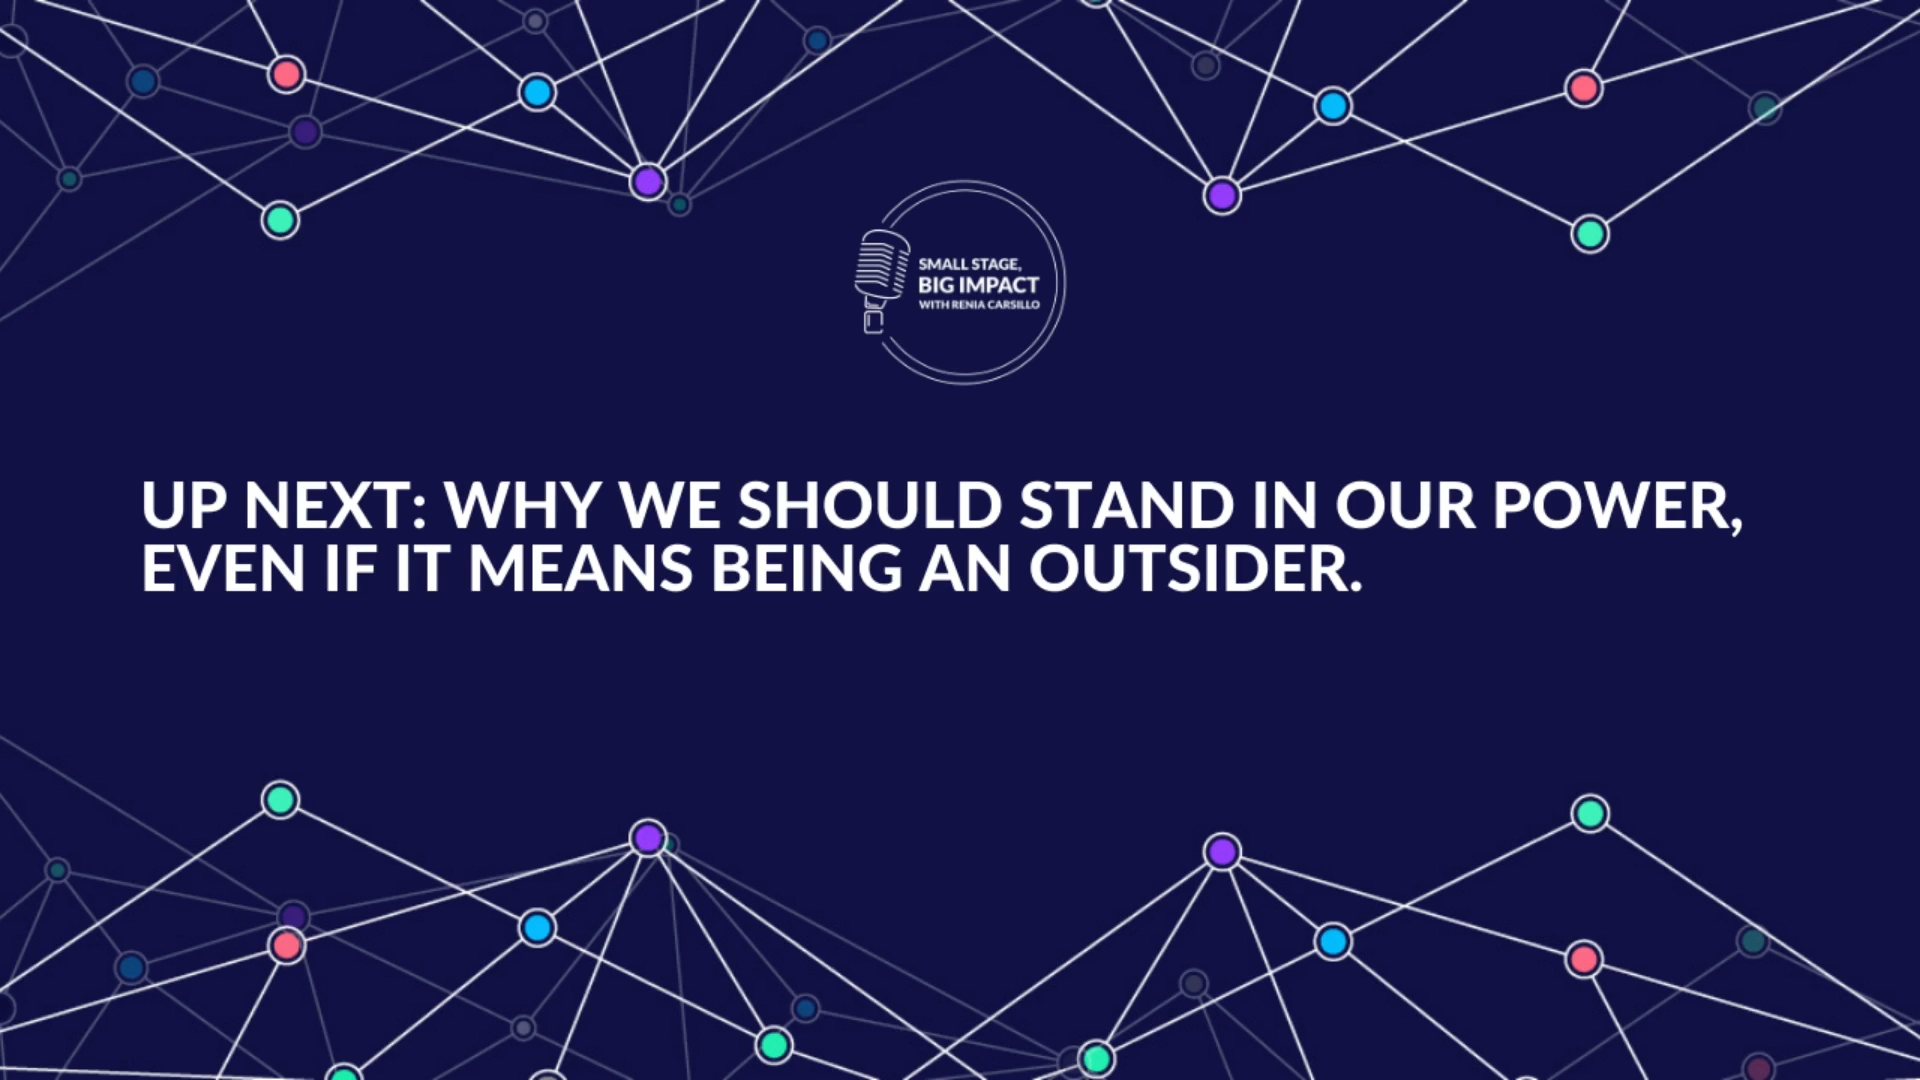 SMALL STAGE,
BIG IMPACT
WITH RENIA CARSILLO
UP NEXT: WHY WE SHOULD STAND IN OUR POWER,
EVEN IF IT MEANS BEING AN OUTSIDER.